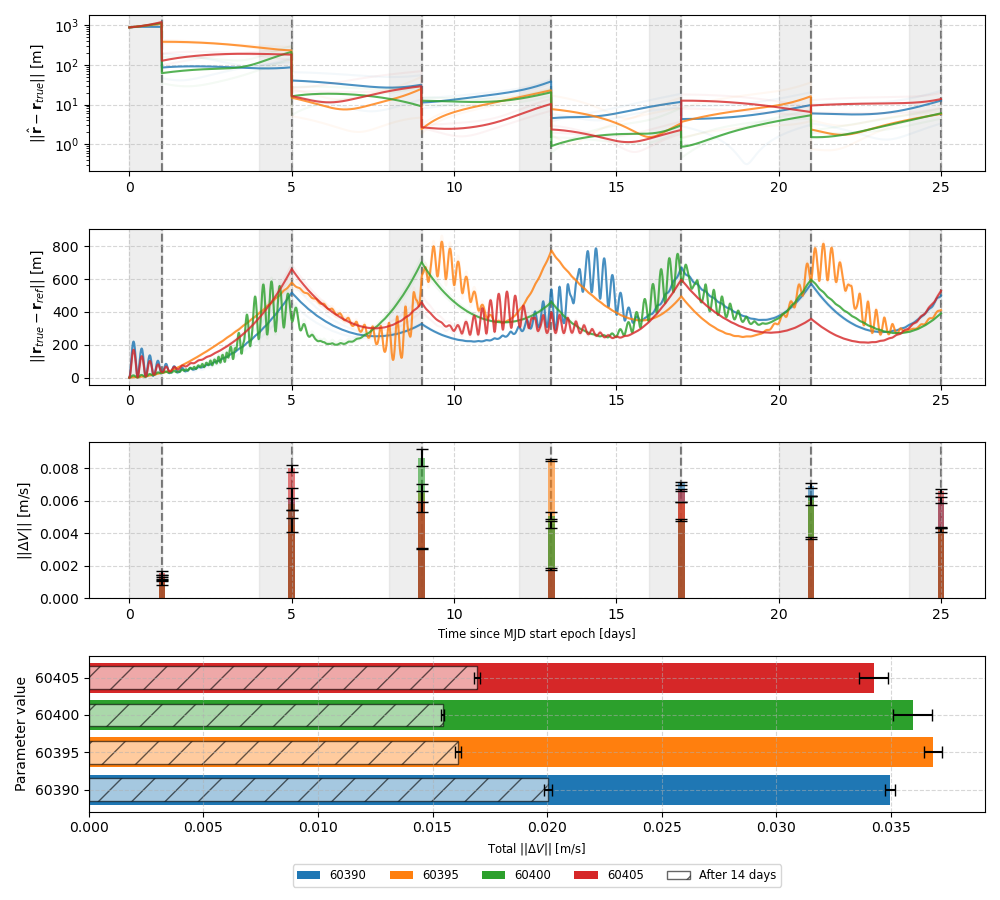 ||r̂ − r_true|| [m]
10³
10²
10¹
10⁰
0 5 10 15 20 25
||r_true − r_ref|| [m]
800
600
400
200
0
0 5 10 15 20 25
||ΔV|| [m/s]
0.008
0.006
0.004
0.002
0.000
0 5 10 15 20 25
Time since MJD start epoch [days]
Parameter value
60405
60400
60395
60390
0.000 0.005 0.010 0.015 0.020 0.025 0.030 0.035
Total ||ΔV|| [m/s]
60390 60395 60400 60405 After 14 days